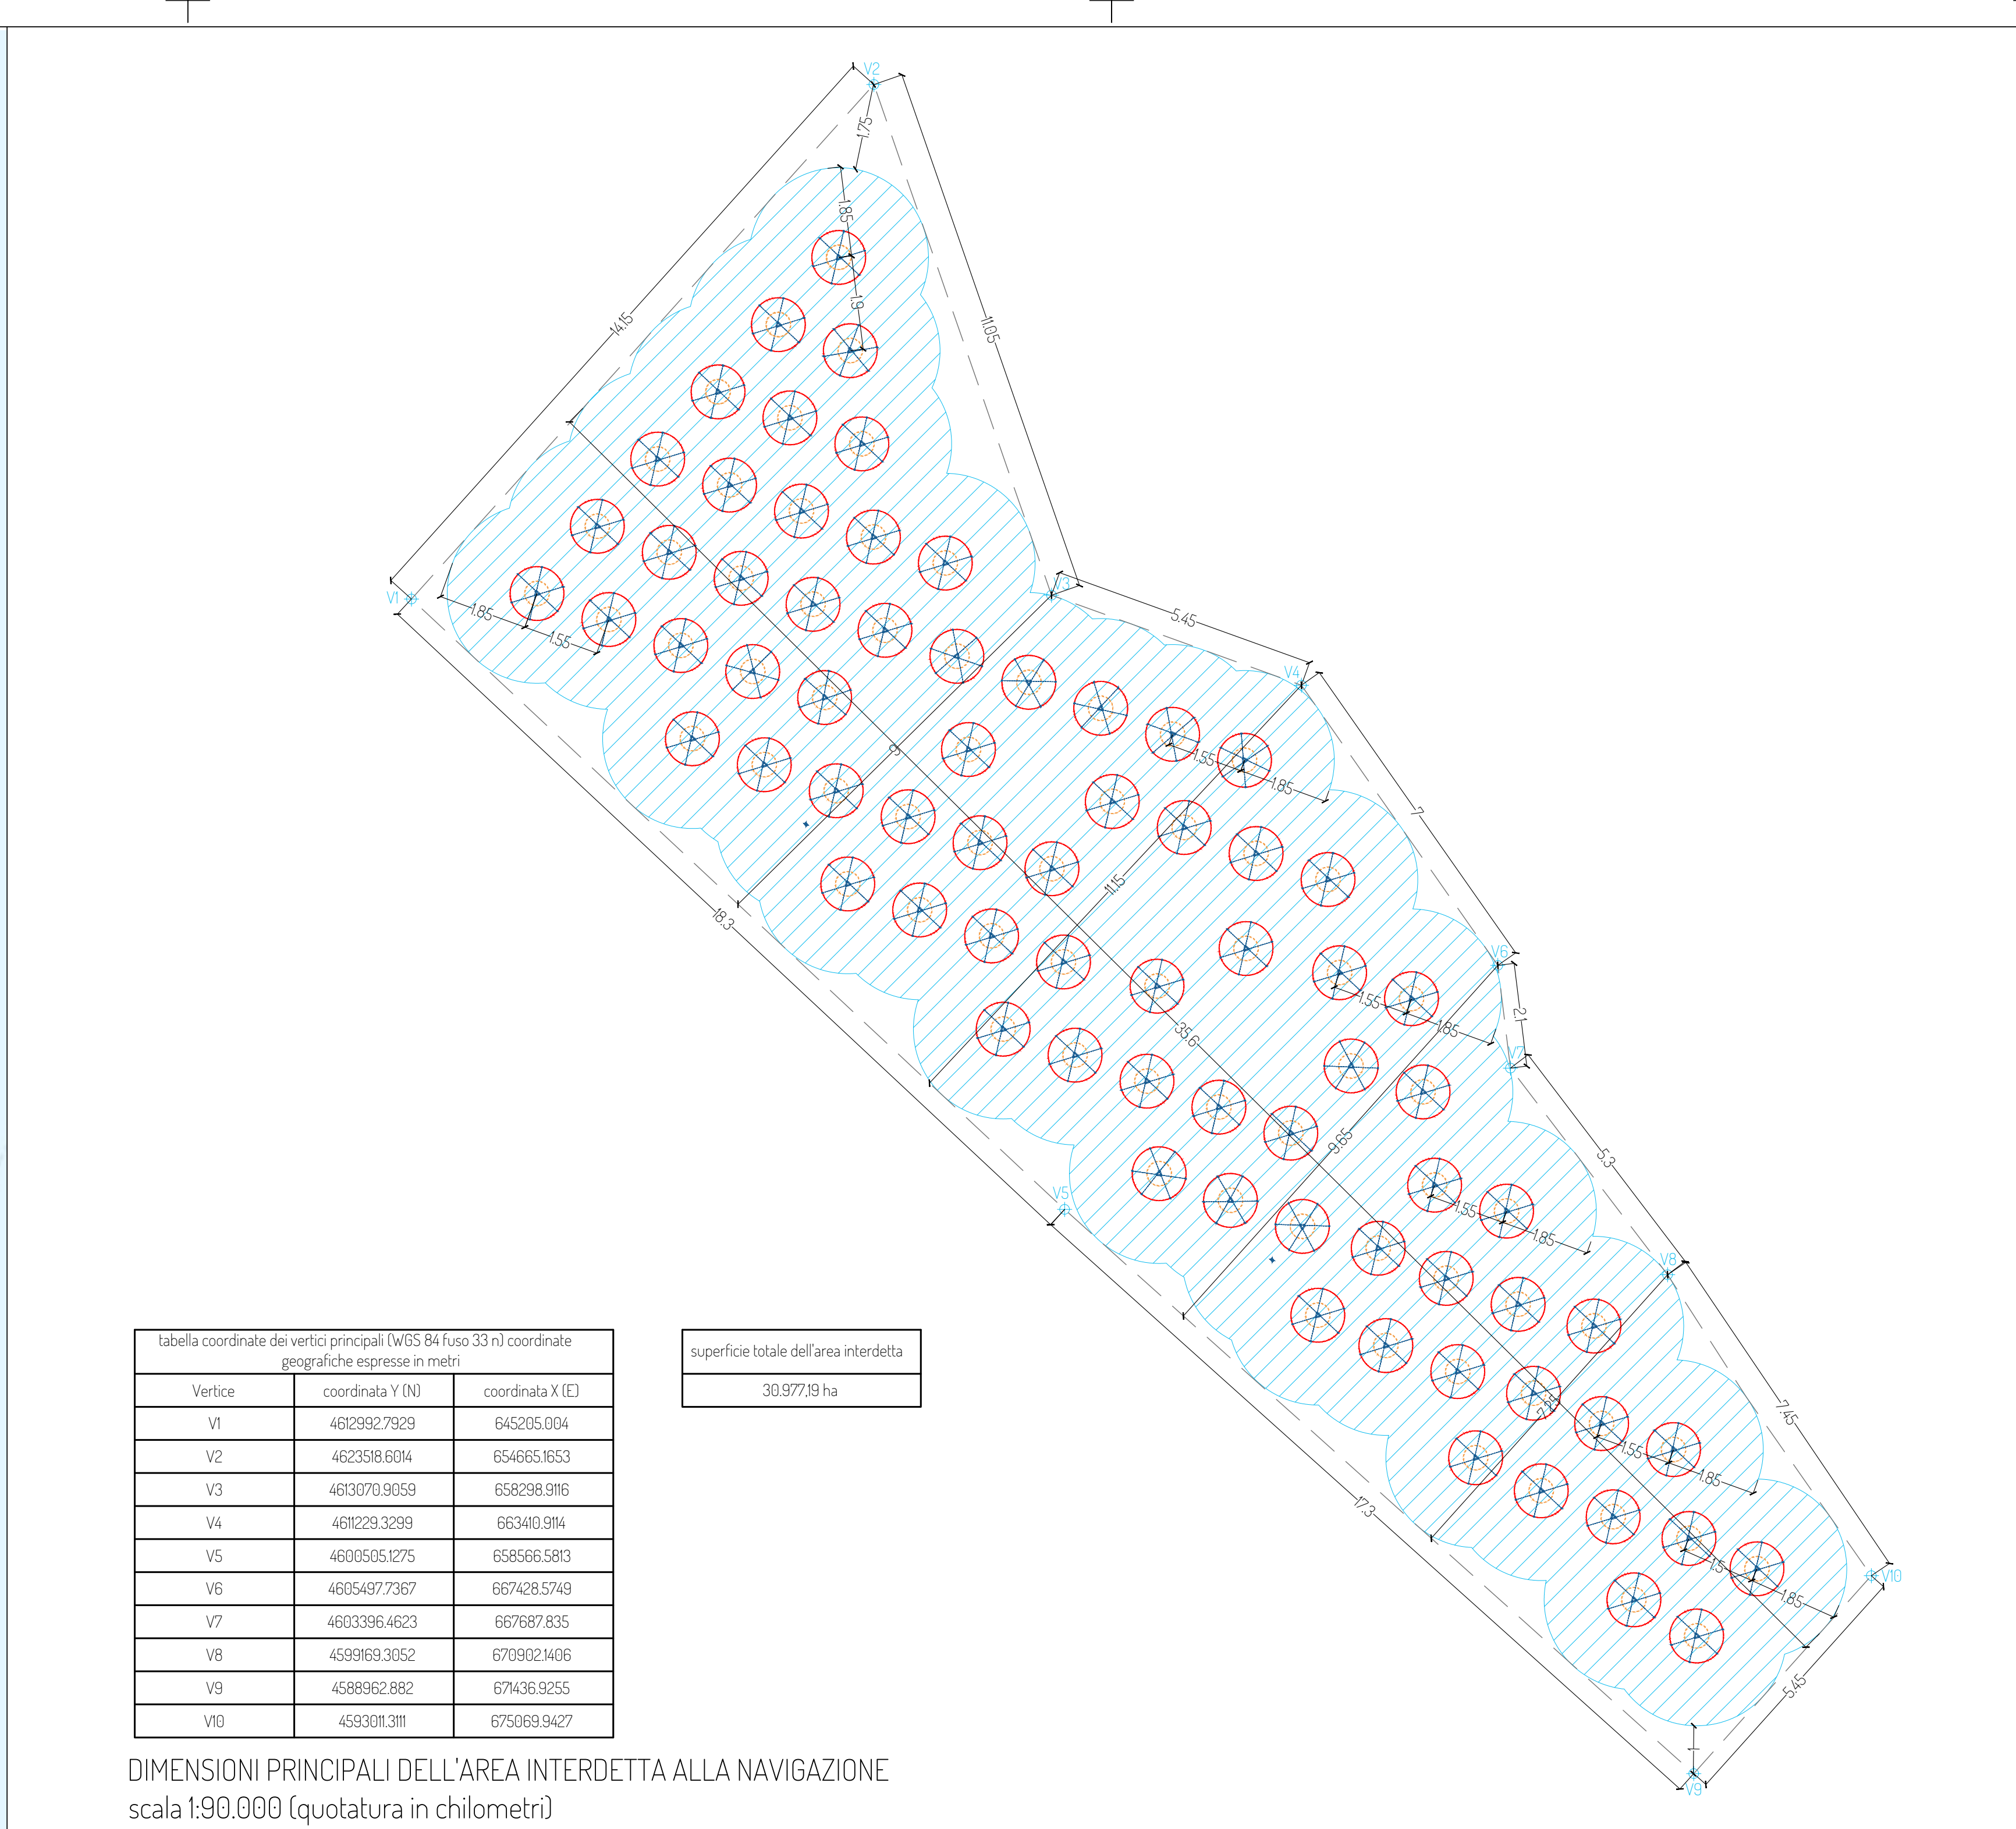 V2
1.75
1.85
14.15
11.05
1.9
V1
V3
1.85
1.55
5.45
V4
9
1.55
1.85
7
11.15
18.3
V6
1.55
1.85
2.1
V7
35.6
9.65
5.3
V5
1.55
1.85
V8
7.25
7.45
1.55
1.85
17.3
1.5
1.85
V10
5.45
1
V9
tabella coordinate dei vertici principali (WGS 84 fuso 33 n) coordinate
geografiche espresse in metri
Vertice coordinata Y (N) coordinata X (E)
V1 4612992.7929 645205.004
V2 4623518.6014 654665.1653
V3 4613070.9059 658298.9116
V4 4611229.3299 663410.9114
V5 4600505.1275 658566.5813
V6 4605497.7367 667428.5749
V7 4603396.4623 667687.835
V8 4599169.3052 670902.1406
V9 4588962.882 671436.9255
V10 4593011.3111 675069.9427
superficie totale dell'area interdetta
30.977,19 ha
DIMENSIONI PRINCIPALI DELL'AREA INTERDETTA ALLA NAVIGAZIONE
scala 1:90.000 (quotatura in chilometri)